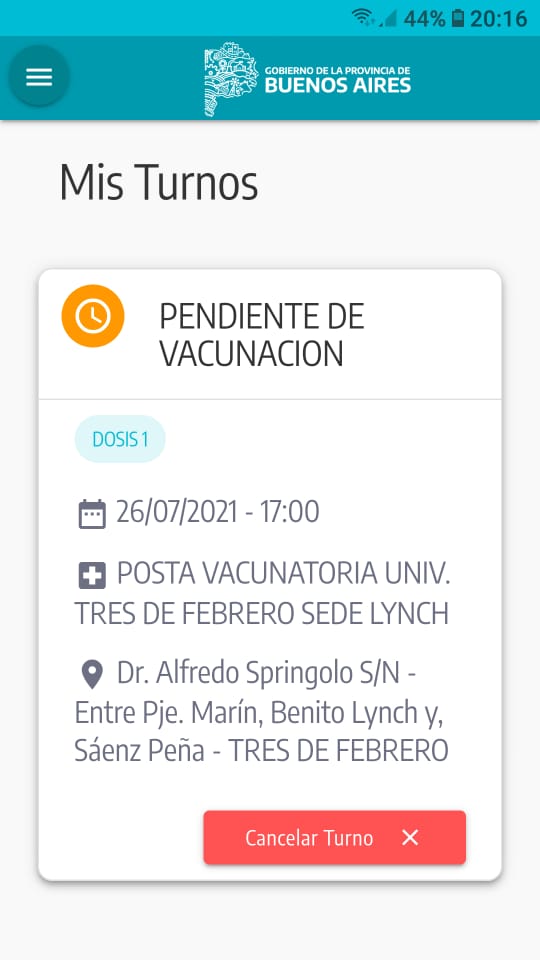 44% 20:16
GOBIERNO DE LA PROVINCIA DE
BUENOS AIRES
Mis Turnos
PENDIENTE DE
VACUNACION
DOSIS 1
26/07/2021 - 17:00
POSTA VACUNATORIA UNIV.
TRES DE FEBRERO SEDE LYNCH
Dr. Alfredo Springolo S/N -
Entre Pje. Marín, Benito Lynch y,
Sáenz Peña - TRES DE FEBRERO
Cancelar Turno